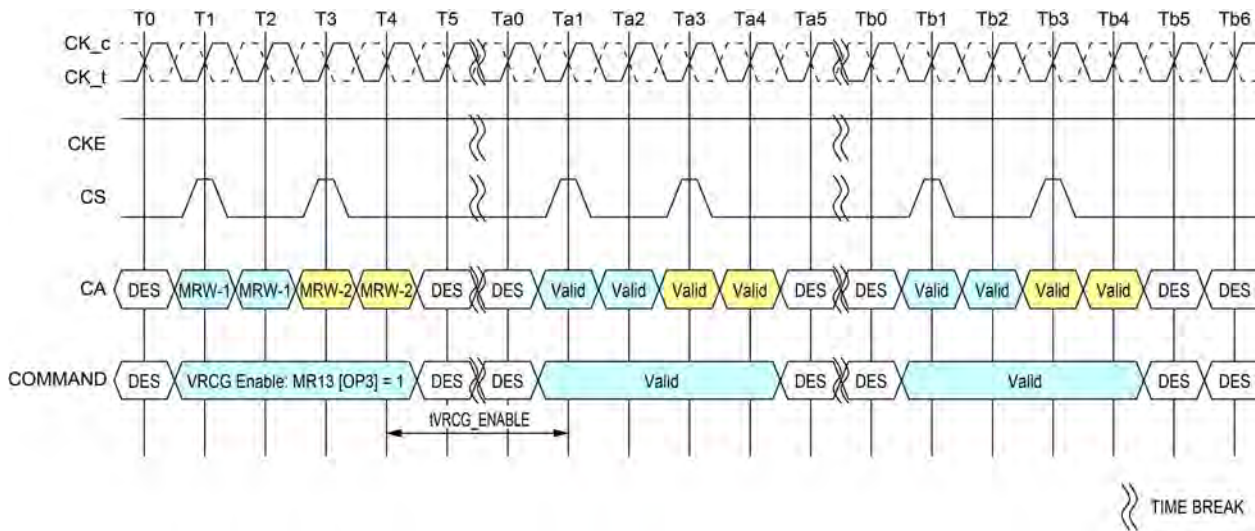 T0 T1 T2 T3 T4 T5 Ta0 Ta1 Ta2 Ta3 Ta4 Ta5 Tb0 Tb1 Tb2 Tb3 Tb4 Tb5 Tb6
CK_c
CK_t
CKE
CS
CA DES MRW-1 MRW-1 MRW-2 MRW-2 DES DES Valid Valid Valid Valid DES DES Valid Valid Valid Valid DES DES
COMMAND DES VRCG Enable: MR13 [OP3] = 1 DES DES Valid DES DES Valid DES DES
tVRCG_ENABLE
TIME BREAK